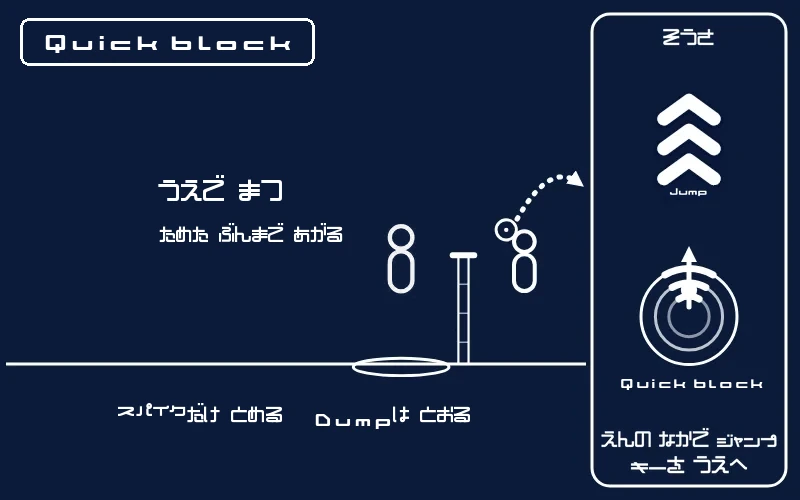 Quick block
うえで まつ
ためた ぶんまで あがる
スパイクだけ とめる
Dumpは とおる
そうさ
Jump
Quick block
えんの なかで ジャンプ
キーを うえへ